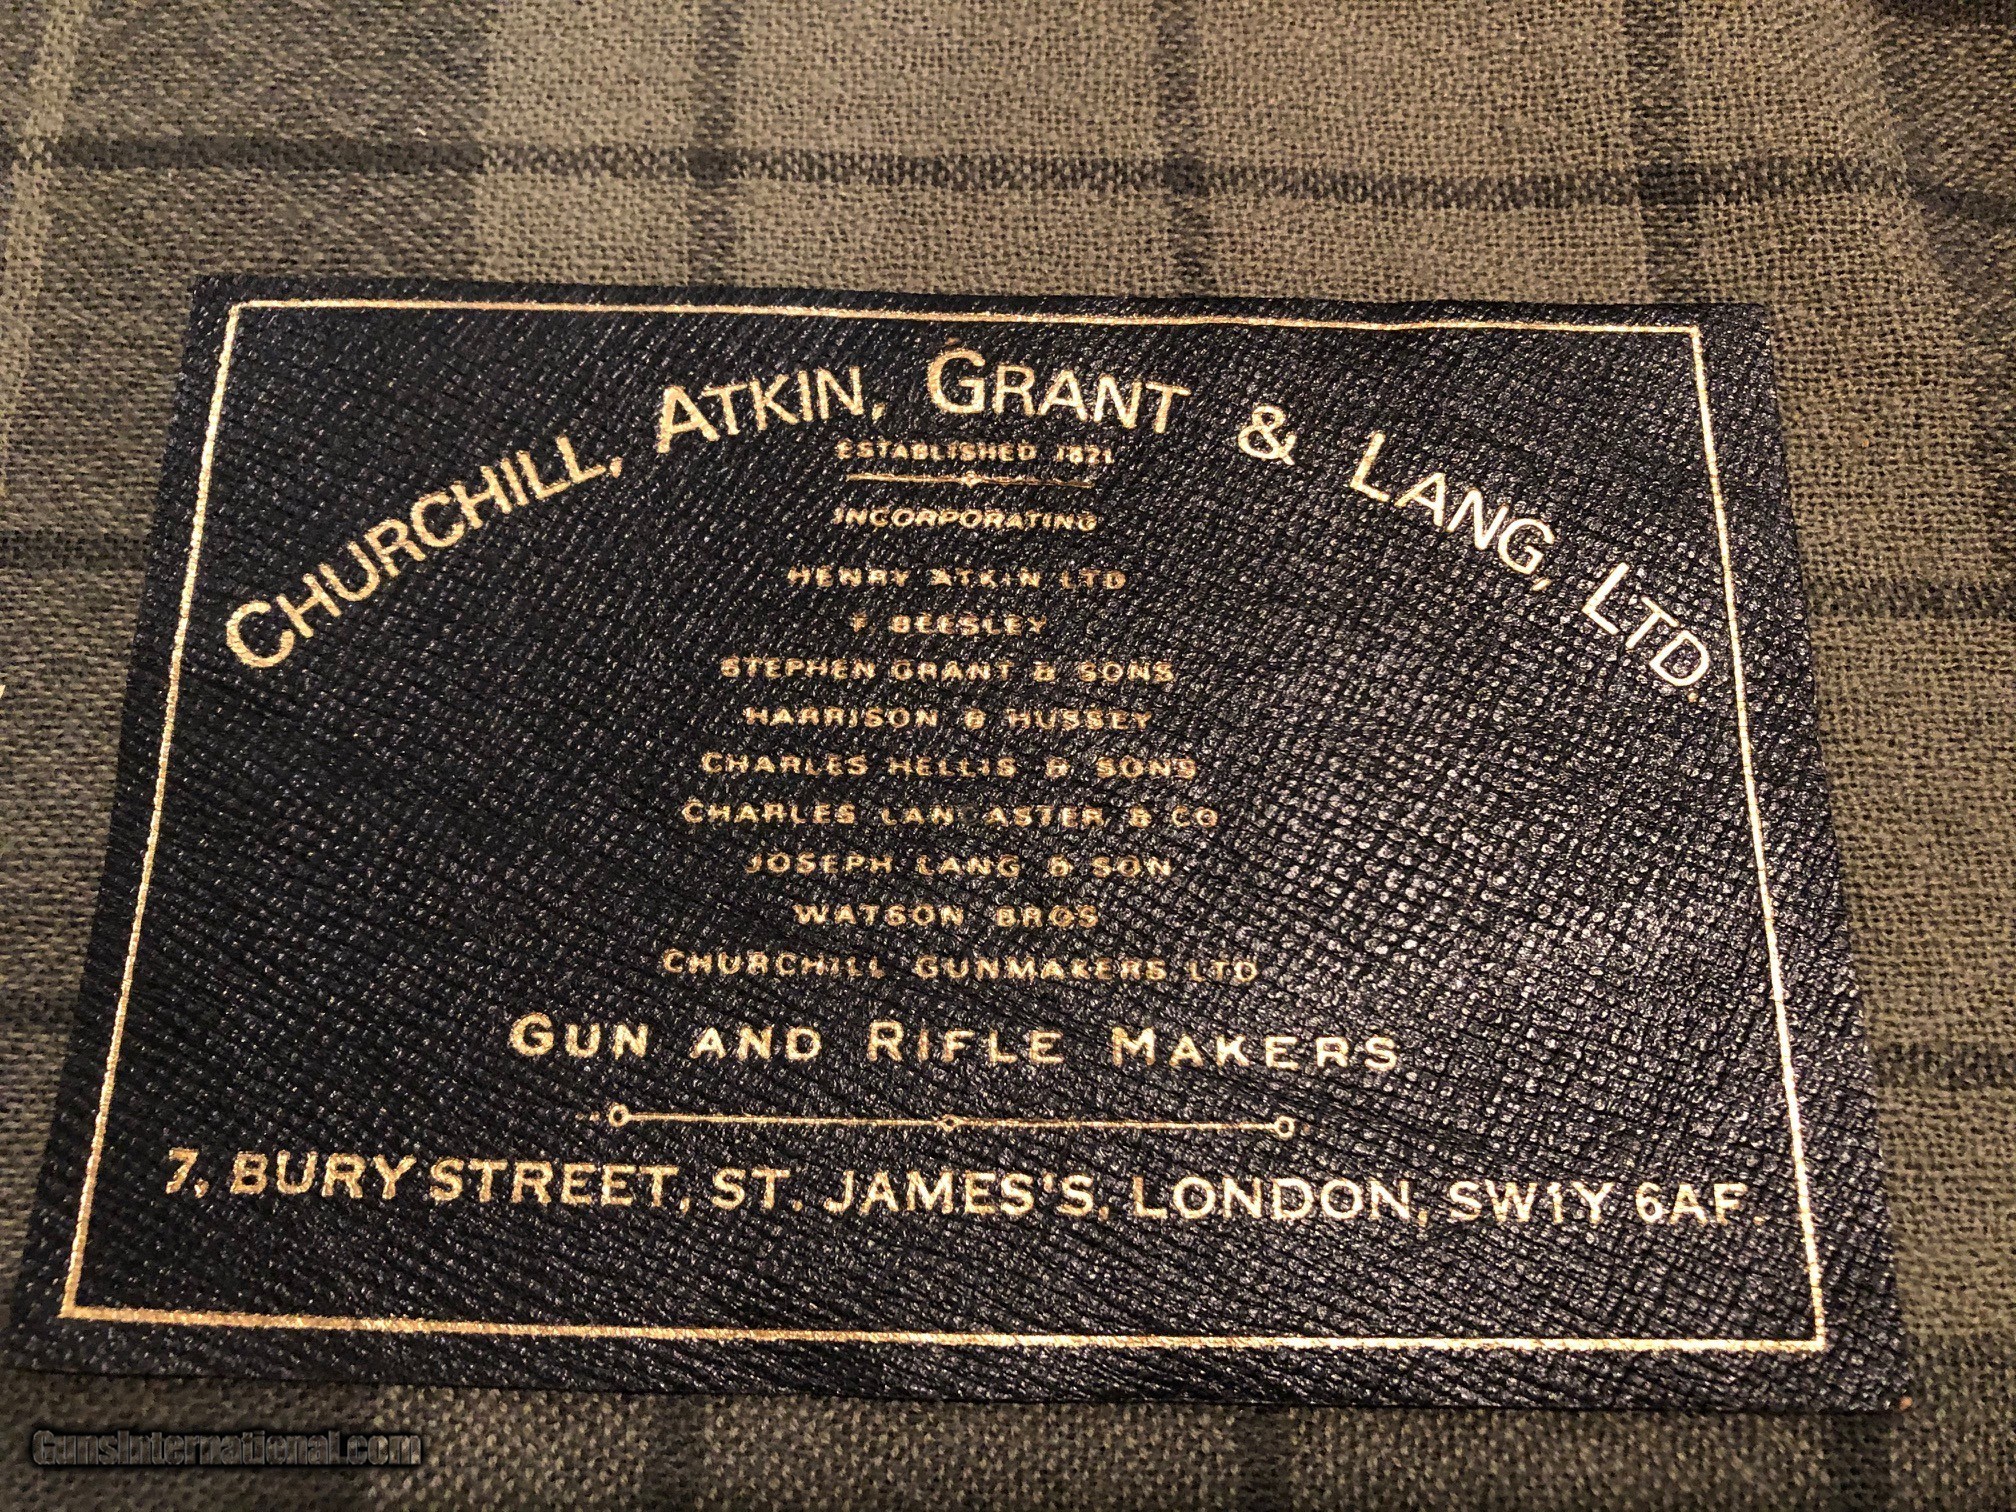 CHURCHILL, ATKIN, GRANT & LANG, LTD.
ESTABLISHED 1821
INCORPORATING
HENRY ATKIN LTD
F BEESLEY
STEPHEN GRANT & SONS
HARRISON & HUSSEY
CHARLES HELLIS & SONS
CHARLES LANCASTER & CO
JOSEPH LANG & SON
WATSON BROS
CHURCHILL GUNMAKERS LTD
GUN AND RIFLE MAKERS
7, BURY STREET, ST. JAMES'S, LONDON, SW1Y 6AF.
GunsInternational.com